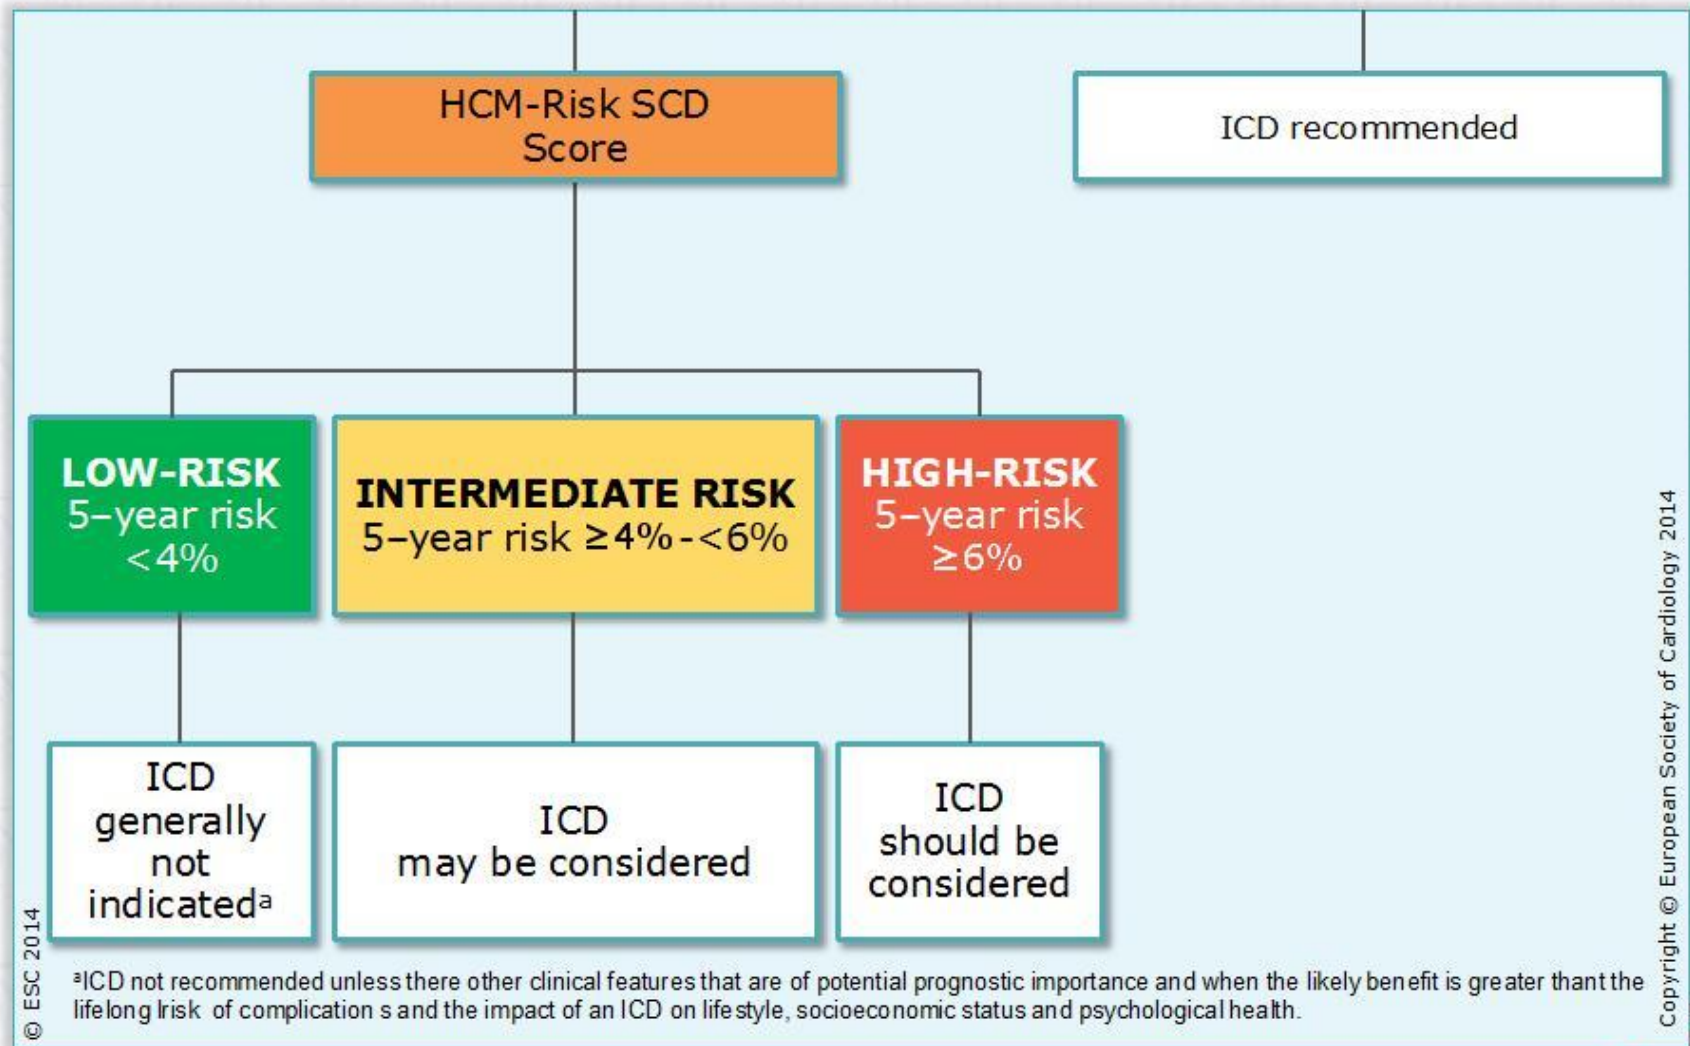 HCM-Risk SCD
Score
ICD recommended
LOW-RISK
5–year risk
<4%
INTERMEDIATE RISK
5–year risk ≥4% -<6%
HIGH-RISK
5–year risk
≥6%
ICD
generally
not
indicatedᵃ
ICD
may be considered
ICD
should be
considered
ᵃICD not recommended unless there other clinical features that are of potential prognostic importance and when the likely benefit is greater thant the
lifelong lrisk of complication s and the impact of an ICD on lifestyle, socioeconomic status and psychological health.
© ESC 2014
Copyright © European Society of Cardiology 2014